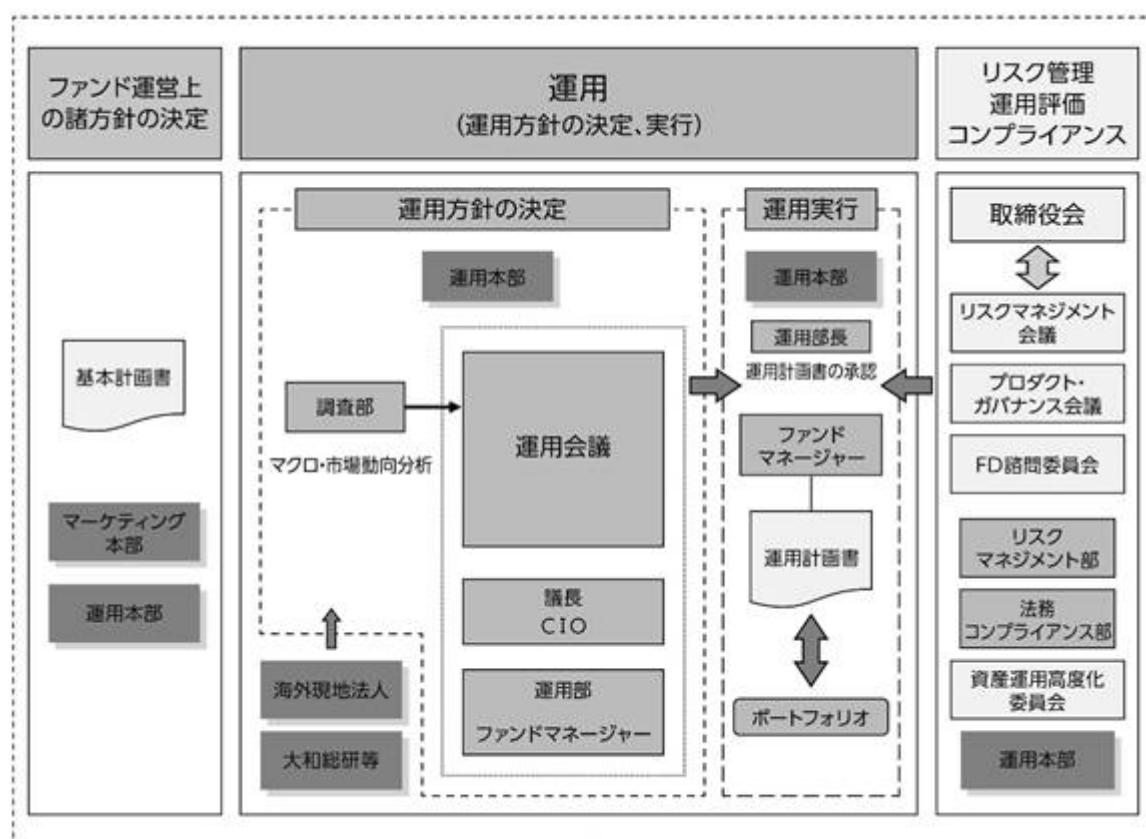 ファンド運営上
の諸方針の決定
運用
(運用方針の決定、実行)
リスク管理
運用評価
コンプライアンス
基本計画書
マーケティング
本部
運用本部
運用方針の決定
運用本部
調査部
マクロ・市場動向分析
運用会議
議長
CIO
運用部
ファンドマネージャー
海外現地法人
大和総研等
運用実行
運用本部
運用部長
運用計画書の承認
ファンド
マネージャー
運用計画書
ポートフォリオ
取締役会
リスクマネジメント
会議
プロダクト・
ガバナンス会議
FD諮問委員会
リスク
マネジメント部
法務
コンプライアンス部
資産運用高度化
委員会
運用本部